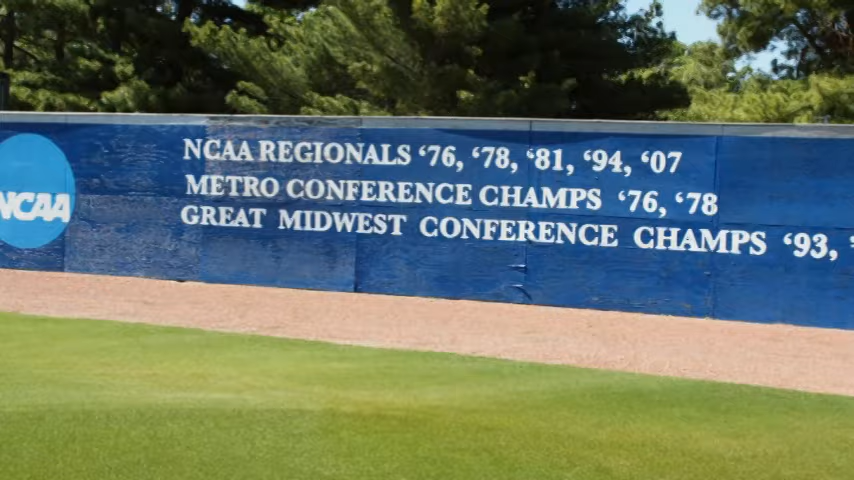 NCAA
NCAA REGIONALS ‘76, ‘78, ‘81, ‘94, ‘07
METRO CONFERENCE CHAMPS ‘76, ‘78
GREAT MIDWEST CONFERENCE CHAMPS ‘93, ‘